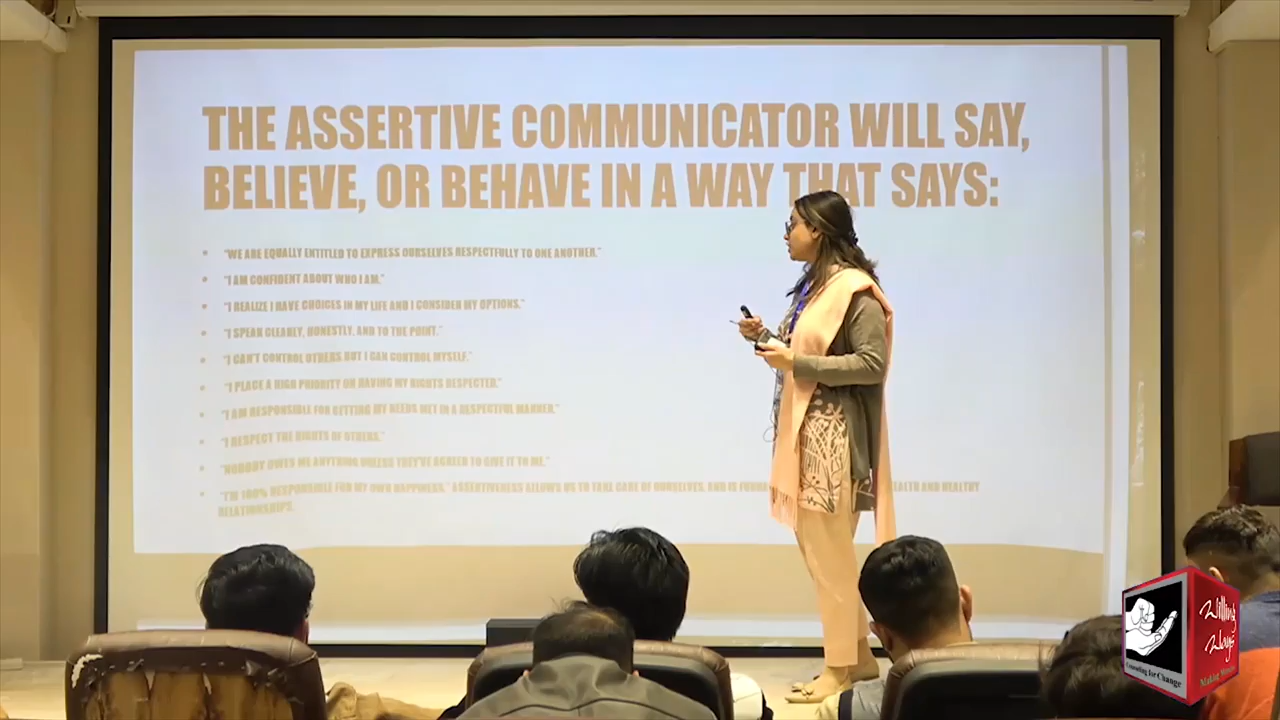 THE ASSERTIVE COMMUNICATOR WILL SAY,
BELIEVE, OR BEHAVE IN A WAY THAT SAYS:
• "WE ARE EQUALLY ENTITLED TO EXPRESS OURSELVES RESPECTFULLY TO ONE ANOTHER."
• "I AM CONFIDENT ABOUT WHO I AM."
• "I REALIZE I HAVE CHOICES IN MY LIFE AND I CONSIDER MY OPTIONS."
• "I SPEAK CLEARLY, HONESTLY, AND TO THE POINT."
• "I CAN'T CONTROL OTHERS BUT I CAN CONTROL MYSELF."
• "I PLACE A HIGH PRIORITY ON HAVING MY RIGHTS RESPECTED."
• "I AM RESPONSIBLE FOR GETTING MY NEEDS MET IN A RESPECTFUL MANNER."
• "I RESPECT THE RIGHTS OF OTHERS."
• "NOBODY OWES ME ANYTHING UNLESS THEY'VE AGREED TO GIVE IT TO ME."
• "I'M 100% RESPONSIBLE FOR MY OWN HAPPINESS." ASSERTIVENESS ALLOWS US TO TAKE CARE OF OURSELVES, AND IS AND HEALTHY
RELATIONSHIPS.
Willing
Ways
Counseling for Change
Making